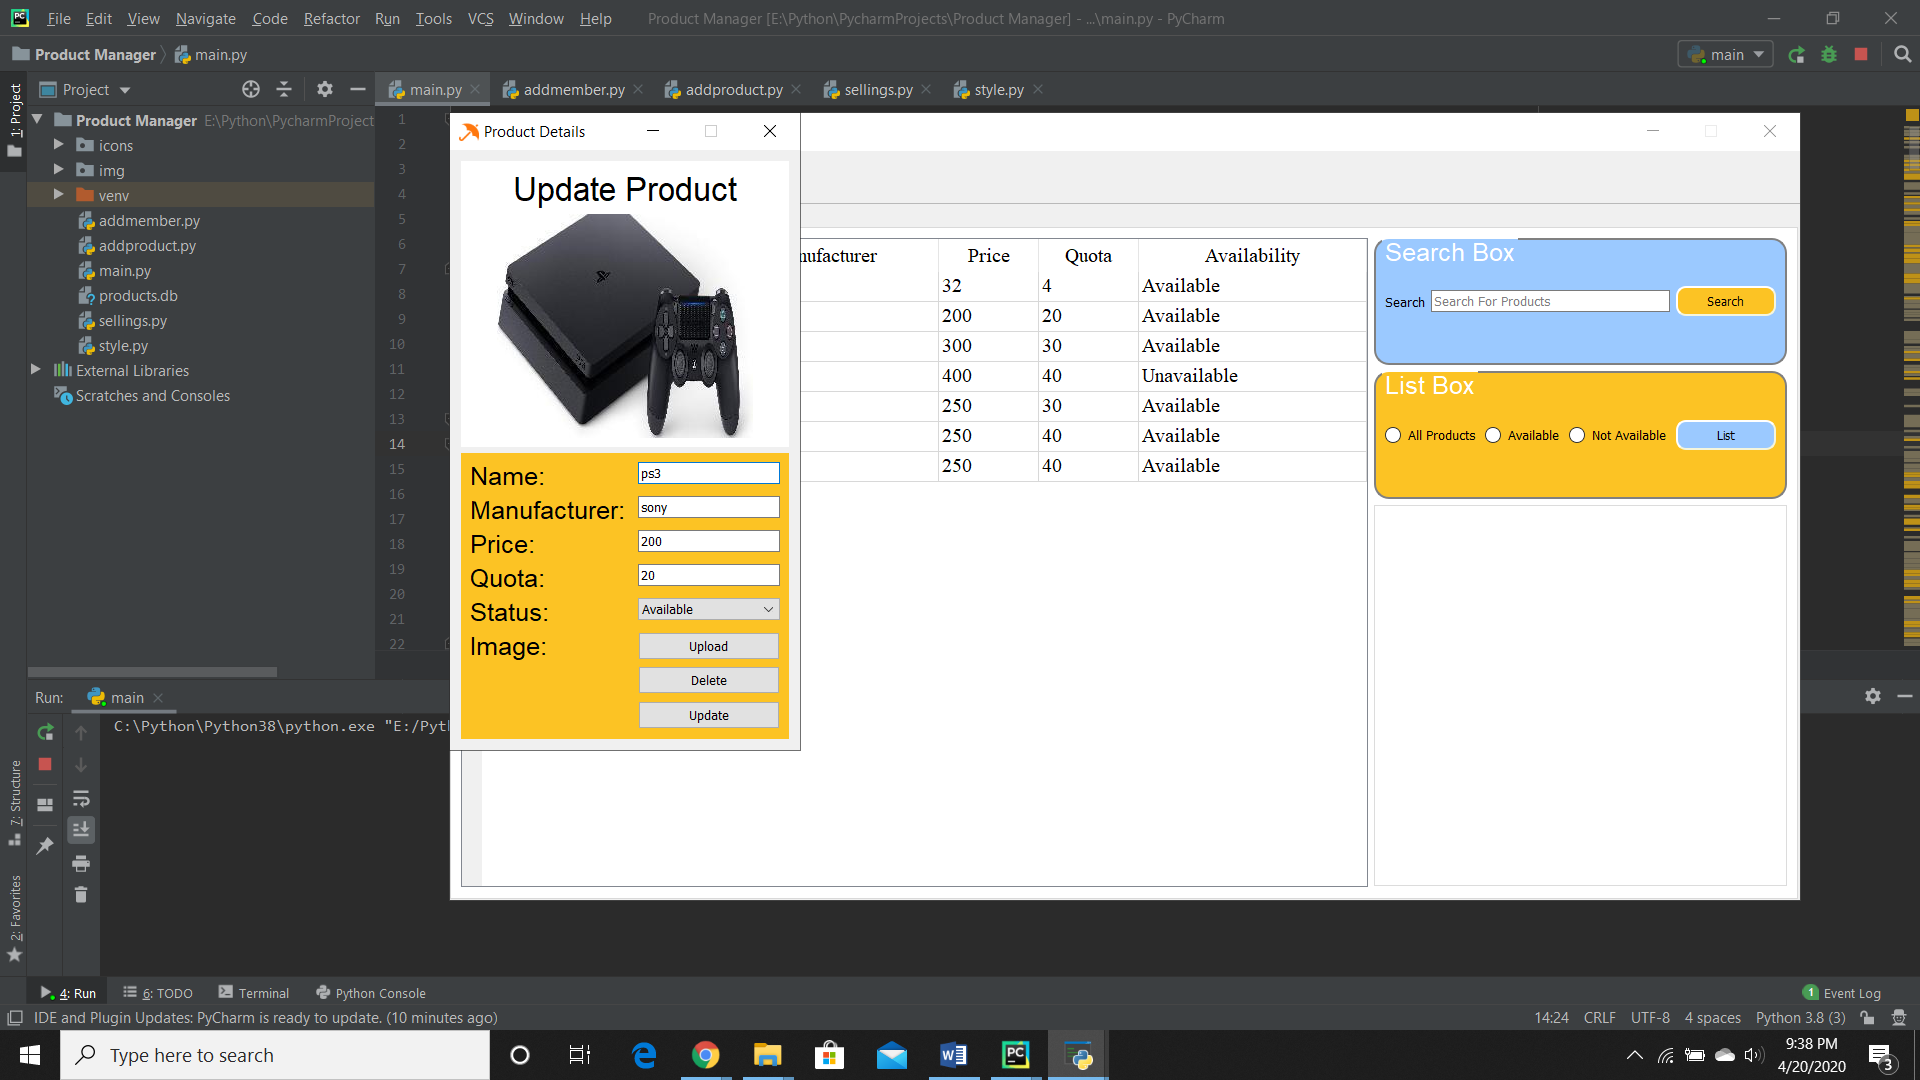 File Edit View Navigate Code Refactor Run Tools VCS Window Help Product Manager [E:\Python\PycharmProjects\Product Manager] - ...\main.py - PyCharm
Product Manager main.py main
Project main.py addmember.py addproduct.py sellings.py style.py
1: Project
Product Manager E:\Python\PycharmProject
icons
img
venv
addmember.py
addproduct.py
main.py
products.db
sellings.py
style.py
External Libraries
Scratches and Consoles
1
2
3
4
5
6
7
8
9
10
11
12
13
14
15
16
17
18
19
20
21
22
Product Details
Update Product
Name: ps3
Manufacturer: sony
Price: 200
Quota: 20
Status: Available
Image: Upload
Delete
Update
nufacturer Price Quota Availability
32 4 Available
200 20 Available
300 30 Available
400 40 Unavailable
250 30 Available
250 40 Available
250 40 Available
Search Box
Search Search For Products Search
List Box
All Products Available Not Available List
Run: main
C:\Python\Python38\python.exe "E:/Pyt
7: Structure
2: Favorites
4: Run 6: TODO Terminal Python Console 1 Event Log
IDE and Plugin Updates: PyCharm is ready to update. (10 minutes ago) 14:24 CRLF UTF-8 4 spaces Python 3.8 (3)
Type here to search
PC
9:38 PM
4/20/2020
3